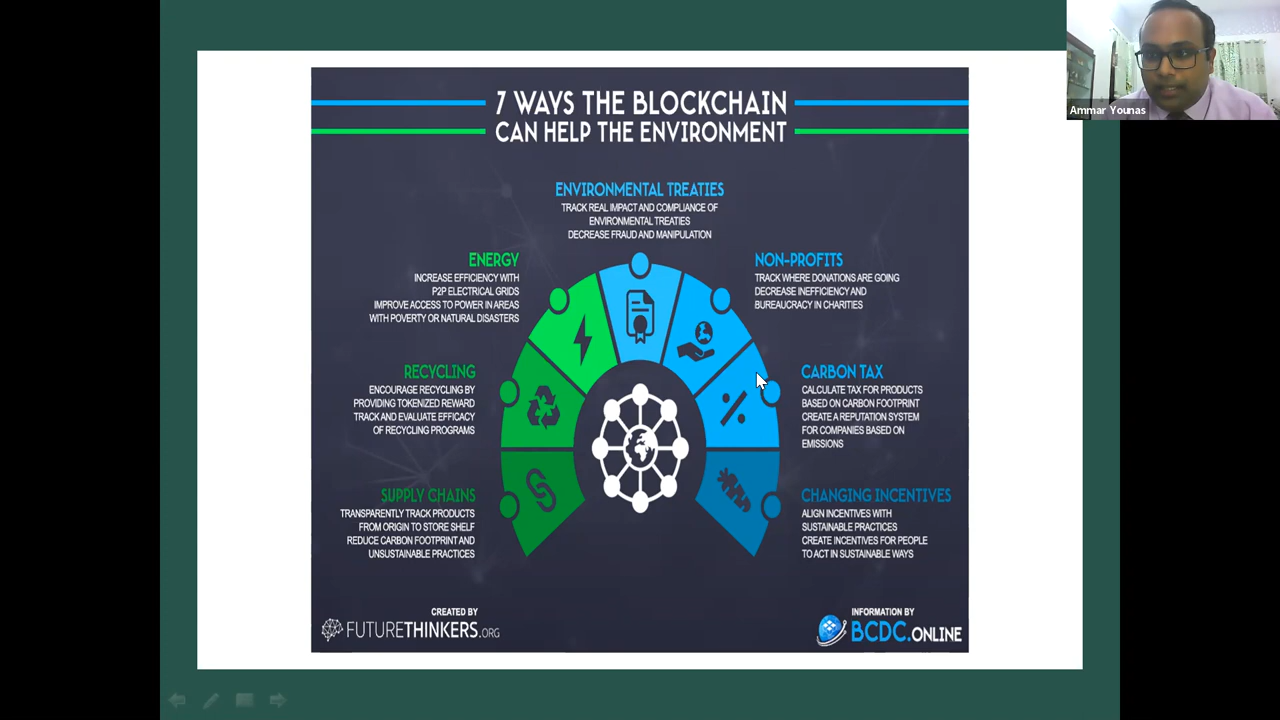 Ammar Younas
7 WAYS THE BLOCKCHAIN
CAN HELP THE ENVIRONMENT
ENVIRONMENTAL TREATIES
TRACK REAL IMPACT AND COMPLIANCE OF
ENVIRONMENTAL TREATIES
DECREASE FRAUD AND MANIPULATION
ENERGY
INCREASE EFFICIENCY WITH
P2P ELECTRICAL GRIDS
IMPROVE ACCESS TO POWER IN AREAS
WITH POVERTY OR NATURAL DISASTERS
NON-PROFITS
TRACK WHERE DONATIONS ARE GOING
DECREASE INEFFICIENCY AND
BUREAUCRACY IN CHARITIES
RECYCLING
ENCOURAGE RECYCLING BY
PROVIDING TOKENIZED REWARD
TRACK AND EVALUATE EFFICACY
OF RECYCLING PROGRAMS
CARBON TAX
CALCULATE TAX FOR PRODUCTS
BASED ON CARBON FOOTPRINT
CREATE A REPUTATION SYSTEM
FOR COMPANIES BASED ON
EMISSIONS
SUPPLY CHAINS
TRANSPARENTLY TRACK PRODUCTS
FROM ORIGIN TO STORE SHELF
REDUCE CARBON FOOTPRINT AND
UNSUSTAINABLE PRACTICES
CHANGING INCENTIVES
ALIGN INCENTIVES WITH
SUSTAINABLE PRACTICES
CREATE INCENTIVES FOR PEOPLE
TO ACT IN SUSTAINABLE WAYS
CREATED BY
FUTURETHINKERS.ORG
INFORMATION BY
BCDC.ONLINE